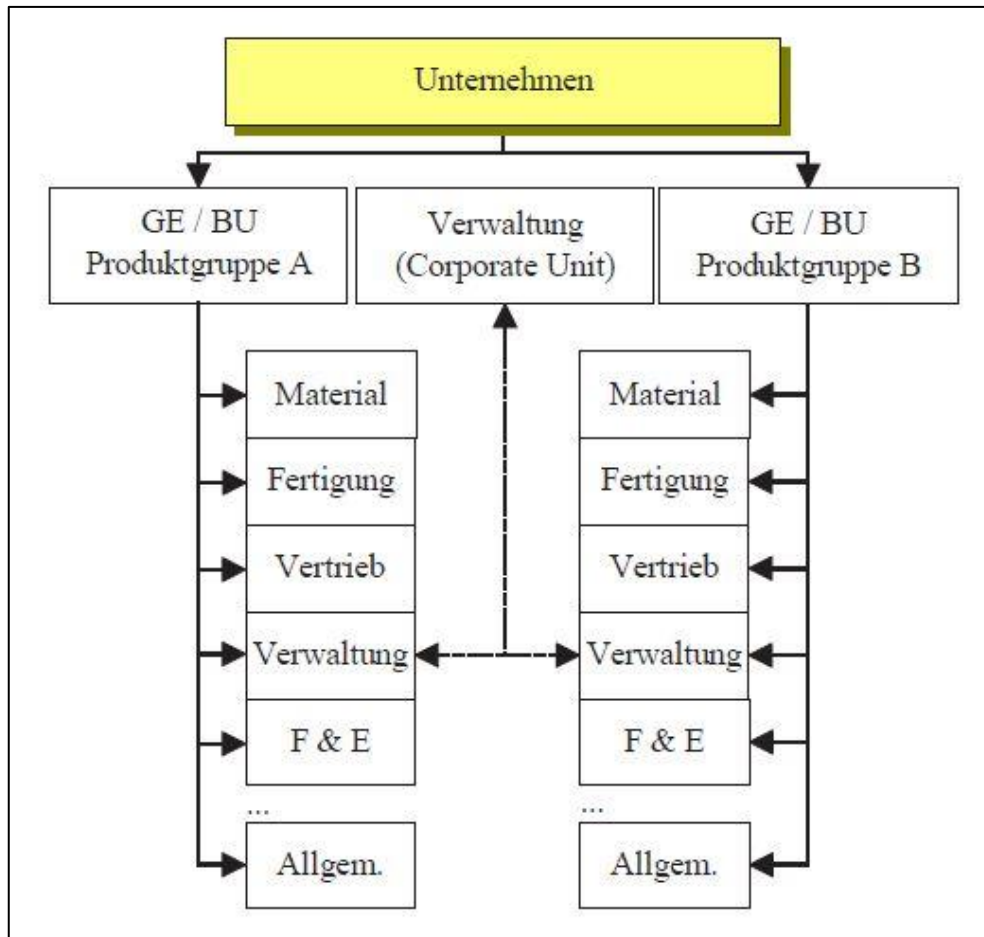 Unternehmen
GE / BU
Produktgruppe A
Verwaltung
(Corporate Unit)
GE / BU
Produktgruppe B
Material
Fertigung
Vertrieb
Verwaltung
F & E
...
Allgem.
Material
Fertigung
Vertrieb
Verwaltung
F & E
...
Allgem.